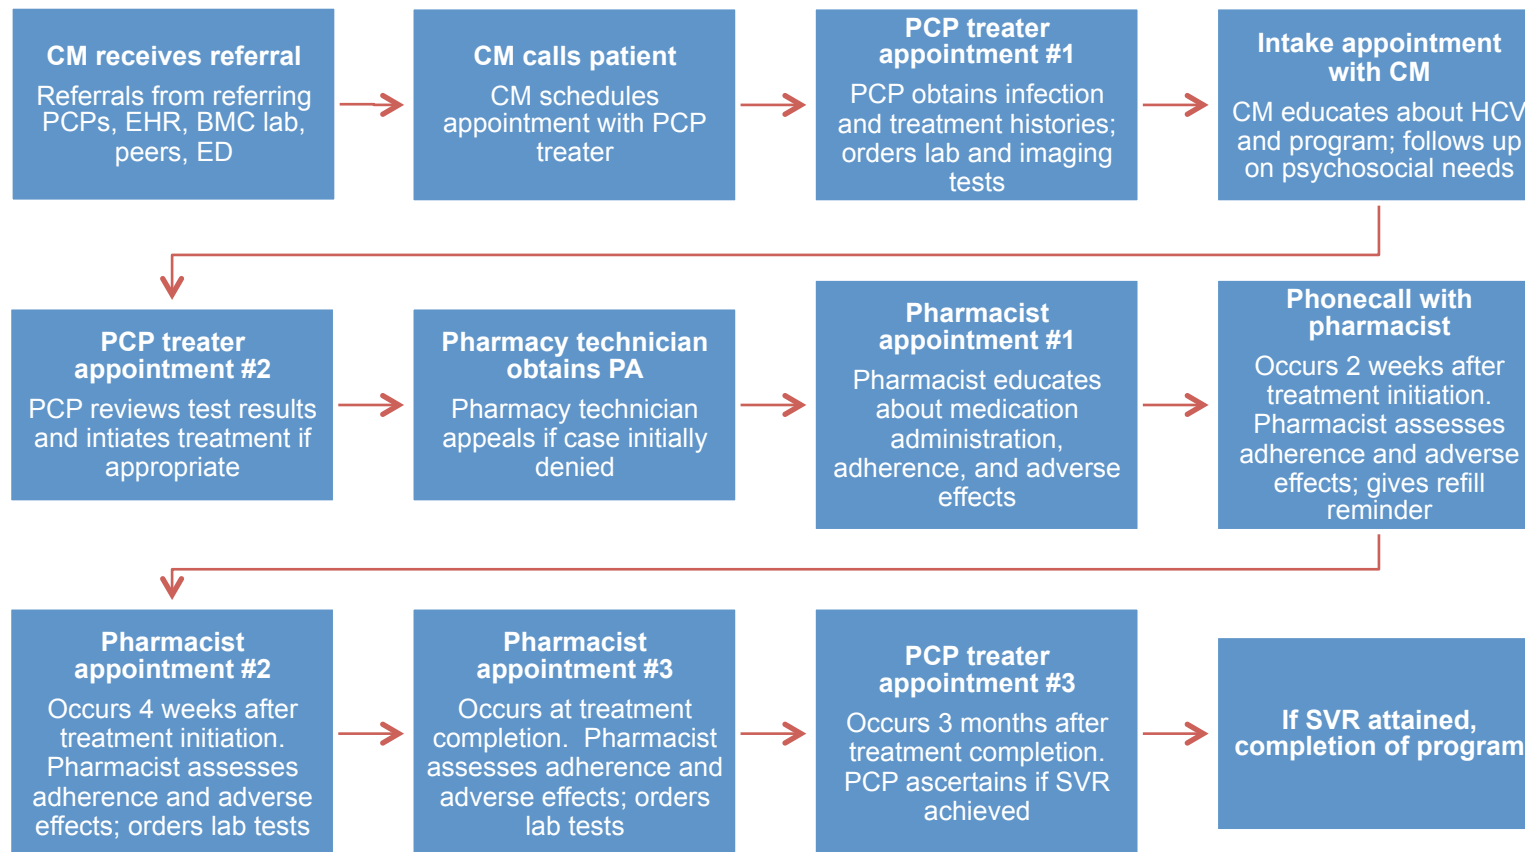 CM receives referral
Referrals from referring
PCPs, EHR, BMC lab,
peers, ED
CM calls patient
CM schedules
appointment with PCP
treater
PCP treater
appointment #1
PCP obtains infection
and treatment histories;
orders lab and imaging
tests
Intake appointment
with CM
CM educates about HCV
and program; follows up
on psychosocial needs
PCP treater
appointment #2
PCP reviews test results
and intiates treatment if
appropriate
Pharmacy technician
obtains PA
Pharmacy technician
appeals if case initially
denied
Pharmacist
appointment #1
Pharmacist educates
about medication
administration,
adherence, and adverse
effects
Phonecall with
pharmacist
Occurs 2 weeks after
treatment initiation.
Pharmacist assesses
adherence and adverse
effects; gives refill
reminder
Pharmacist
appointment #2
Occurs 4 weeks after
treatment initiation.
Pharmacist assesses
adherence and adverse
effects; orders lab tests
Pharmacist
appointment #3
Occurs at treatment
completion.  Pharmacist
assesses adherence and
adverse effects; orders
lab tests
PCP treater
appointment #3
Occurs 3 months after
treatment completion.
PCP ascertains if SVR
achieved
If SVR attained,
completion of program